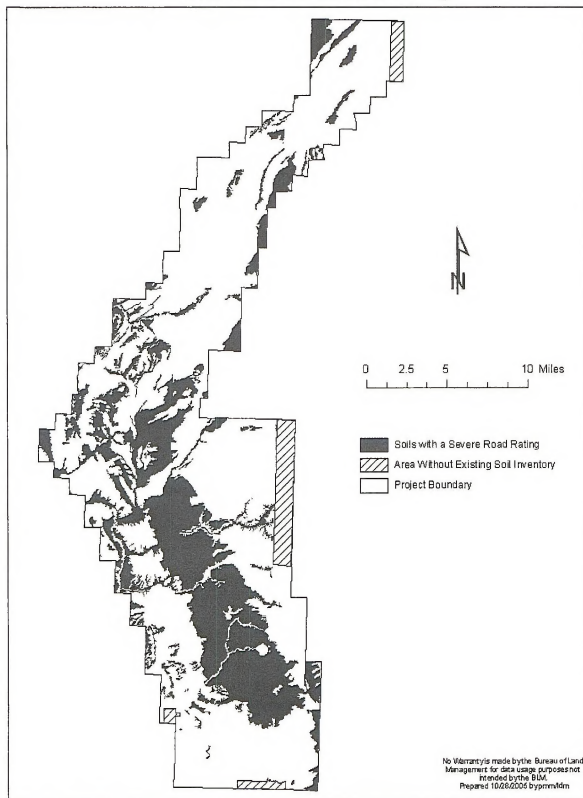 N
0 2.5 5 10 Miles
Soils with a Severe Road Rating
Area Without Existing Soil Inventory
Project Boundary
No Warranty is made by the Bureau of Land
Management for data usage purposes not
intended by the BLM.
Prepared 10/28/2005 by